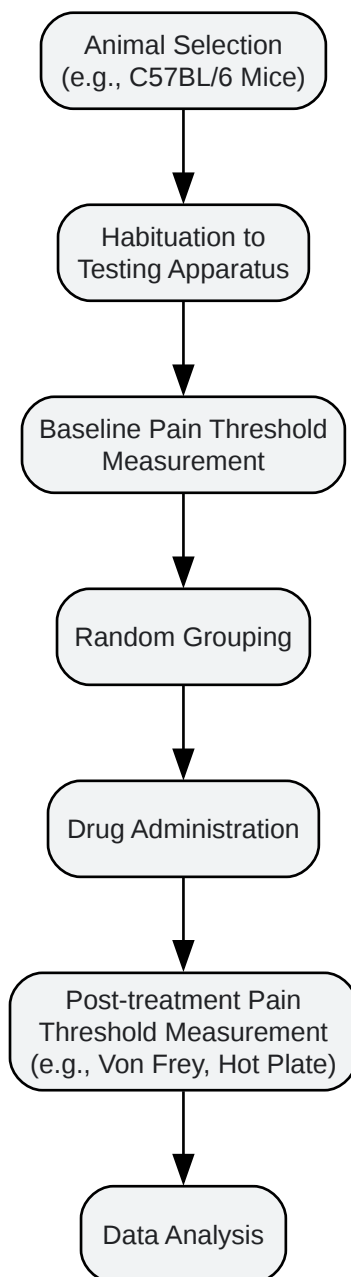 Animal Selection
(e.g., C57BL/6 Mice)
Habituation to
Testing Apparatus
Baseline Pain Threshold
Measurement
Random Grouping
Drug Administration
Post-treatment Pain
Threshold Measurement
(e.g., Von Frey, Hot Plate)
Data Analysis